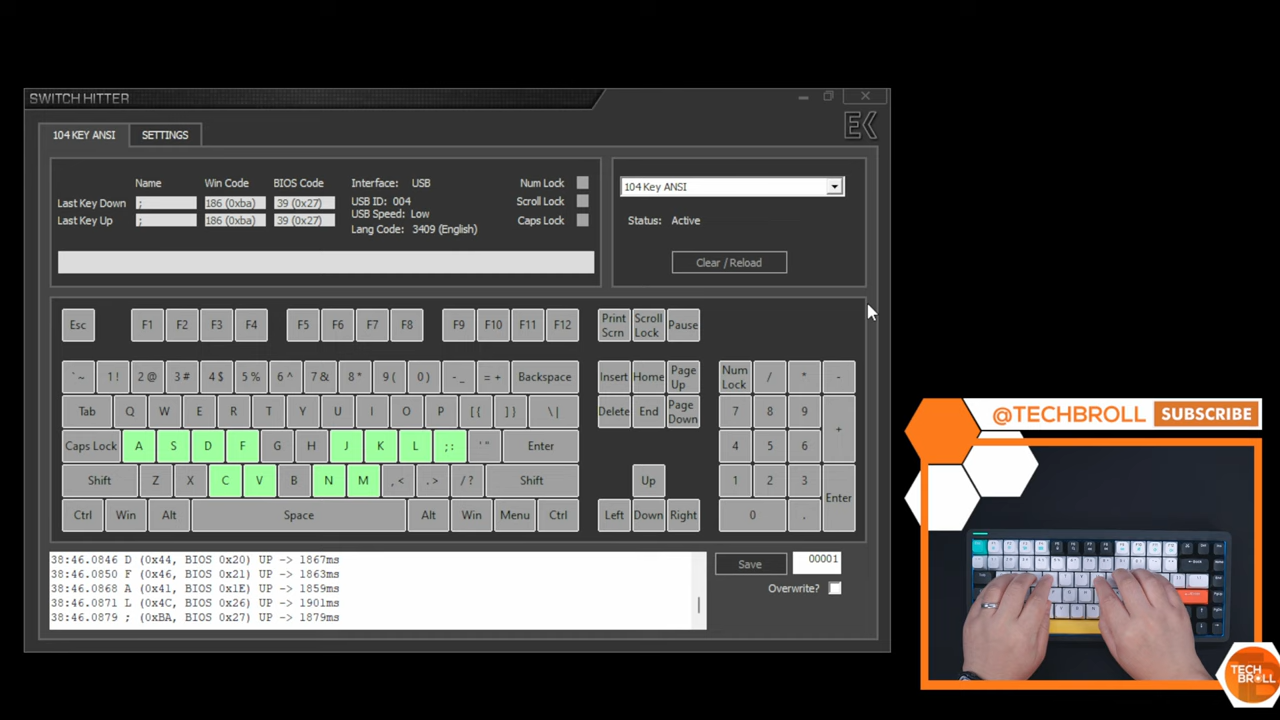 SWITCH HITTER
104 KEY ANSI SETTINGS
EK
Name Win Code BIOS Code Interface: USB Num Lock
Last Key Down ; 186 (0xba) 39 (0x27) USB ID: 004 Scroll Lock
Last Key Up ; 186 (0xba) 39 (0x27) USB Speed: Low Caps Lock
Lang Code: 3409 (English)
104 Key ANSI
Status: Active
Clear / Reload
Esc F1 F2 F3 F4 F5 F6 F7 F8 F9 F10 F11 F12 Print Scrn Scroll Lock Pause
` ~ 1 ! 2 @ 3 # 4 $ 5 % 6 ^ 7 & 8 * 9 ( 0 ) - _ = + Backspace Insert Home Page Up Num Lock / * -
Tab Q W E R T Y U I O P [ { ] } \ | Delete End Page Down 7 8 9 +
Caps Lock A S D F G H J K L ; : ' " Enter 4 5 6
Shift Z X C V B N M , < . > / ? Shift Up 1 2 3 Enter
Ctrl Win Alt Space Alt Win Menu Ctrl Left Down Right 0 .
38:46.0846 D (0x44, BIOS 0x20) UP -> 1867ms
38:46.0850 F (0x46, BIOS 0x21) UP -> 1863ms
38:46.0868 A (0x41, BIOS 0x1E) UP -> 1859ms
38:46.0871 L (0x4C, BIOS 0x26) UP -> 1901ms
38:46.0879 ; (0xBA, BIOS 0x27) UP -> 1879ms
Save 00001
Overwrite?
@TECHBROLL SUBSCRIBE
TECH
BROLL